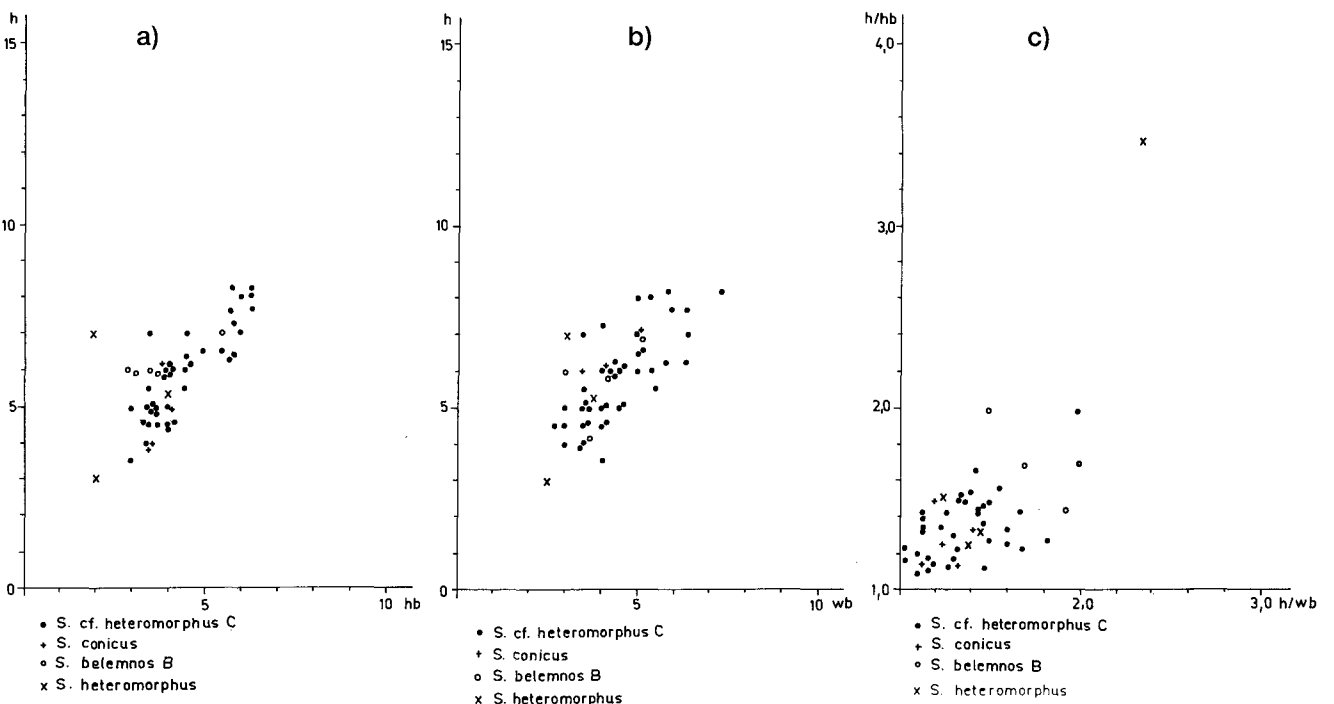 a)
h
15
10
5
0
5
10 hb
• S. cf. heteromorphus C
+ S. conicus
o S. belemnos B
x S. heteromorphus
b)
h
15
10
5
0
5
10 wb
• S. cf. heteromorphus C
+ S. conicus
o S. belemnos B
x S. heteromorphus
c)
h/hb
4,0
3,0
2,0
1,0
2.0
3,0 h/wb
• S. cf. heteromorphus C
+ S. conicus
o S. belemnos B
x S. heteromorphus